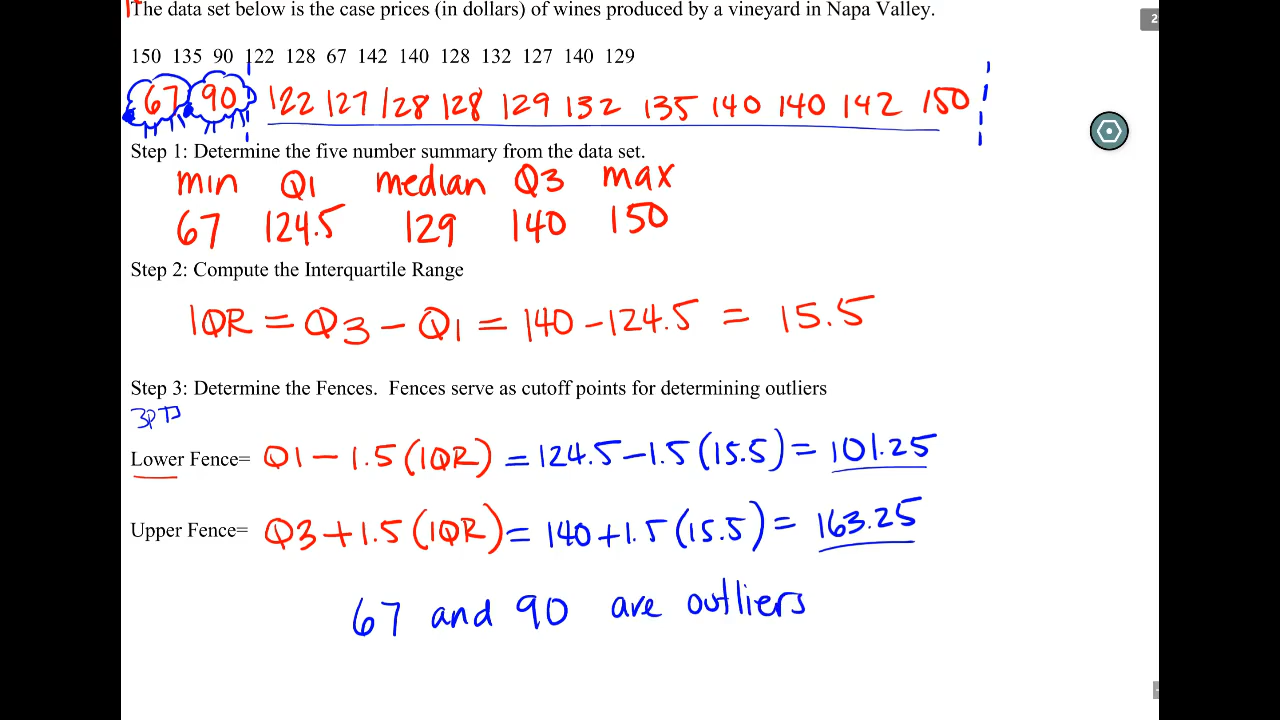 The data set below is the case prices (in dollars) of wines produced by a vineyard in Napa Valley.
150 135 90 122 128 67 142 140 128 132 127 140 129
67 90 122 127 128 128 129 132 135 140 140 142 150
Step 1: Determine the five number summary from the data set.
min Q1 median Q3 max
67 124.5 129 140 150
Step 2: Compute the Interquartile Range
IQR = Q3 - Q1 = 140 - 124.5 = 15.5
Step 3: Determine the Fences. Fences serve as cutoff points for determining outliers
Lower Fence= Q1 - 1.5 (IQR) = 124.5 - 1.5 (15.5) = 101.25
Upper Fence= Q3 + 1.5 (IQR) = 140 + 1.5 (15.5) = 163.25
67 and 90 are outliers